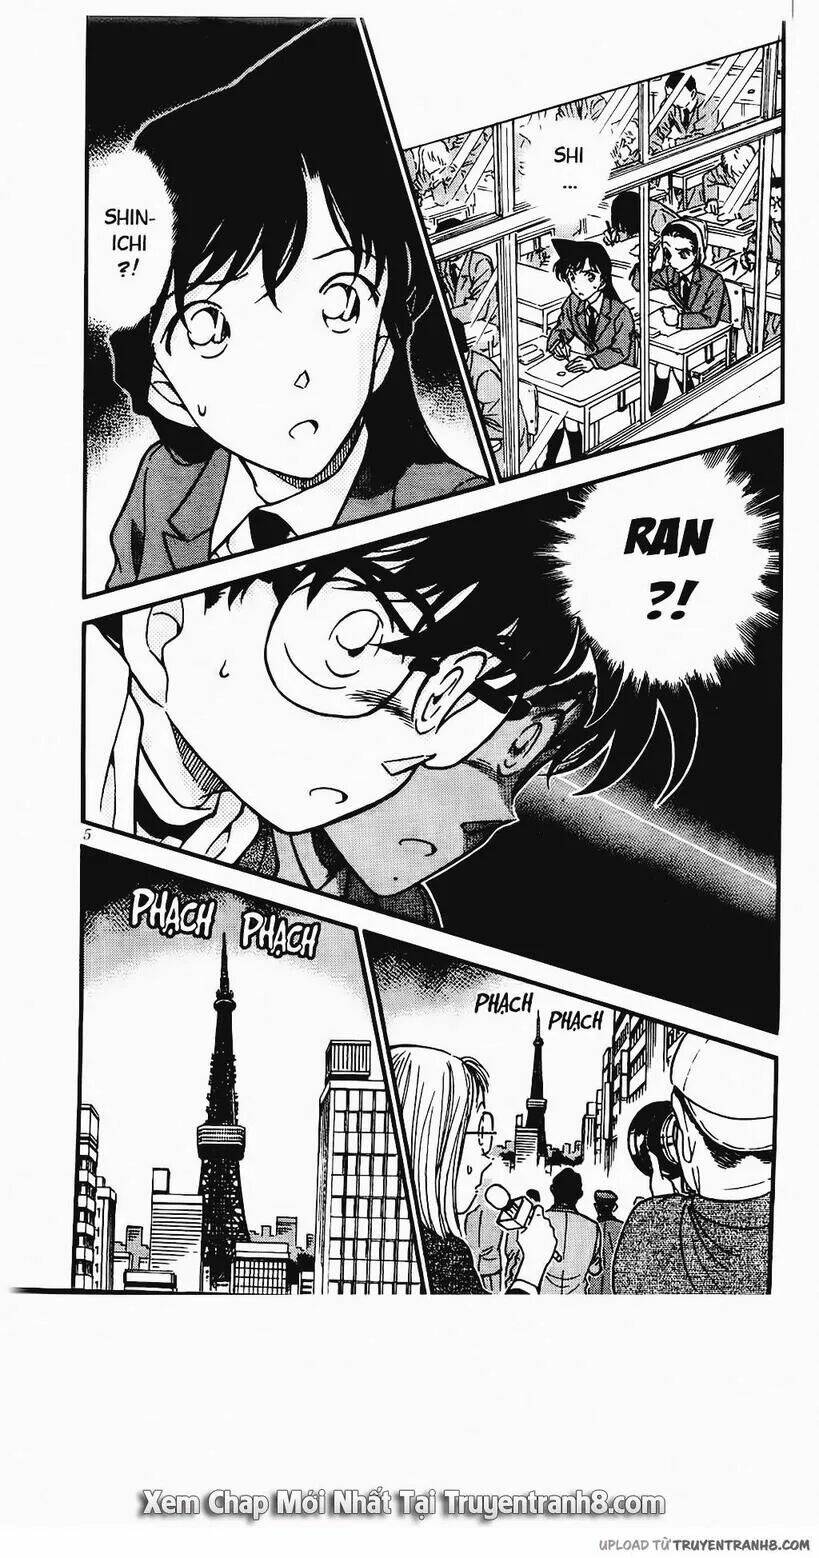 SHI
...
SHIN-
ICHI
?!
RAN
?!
5
PHẠCH
PHẠCH
PHẠCH
PHẠCH
Xem Chap Mới Nhất Tại Truyentranh8.com
UPLOAD TỪ TRUYENTRANH8.COM